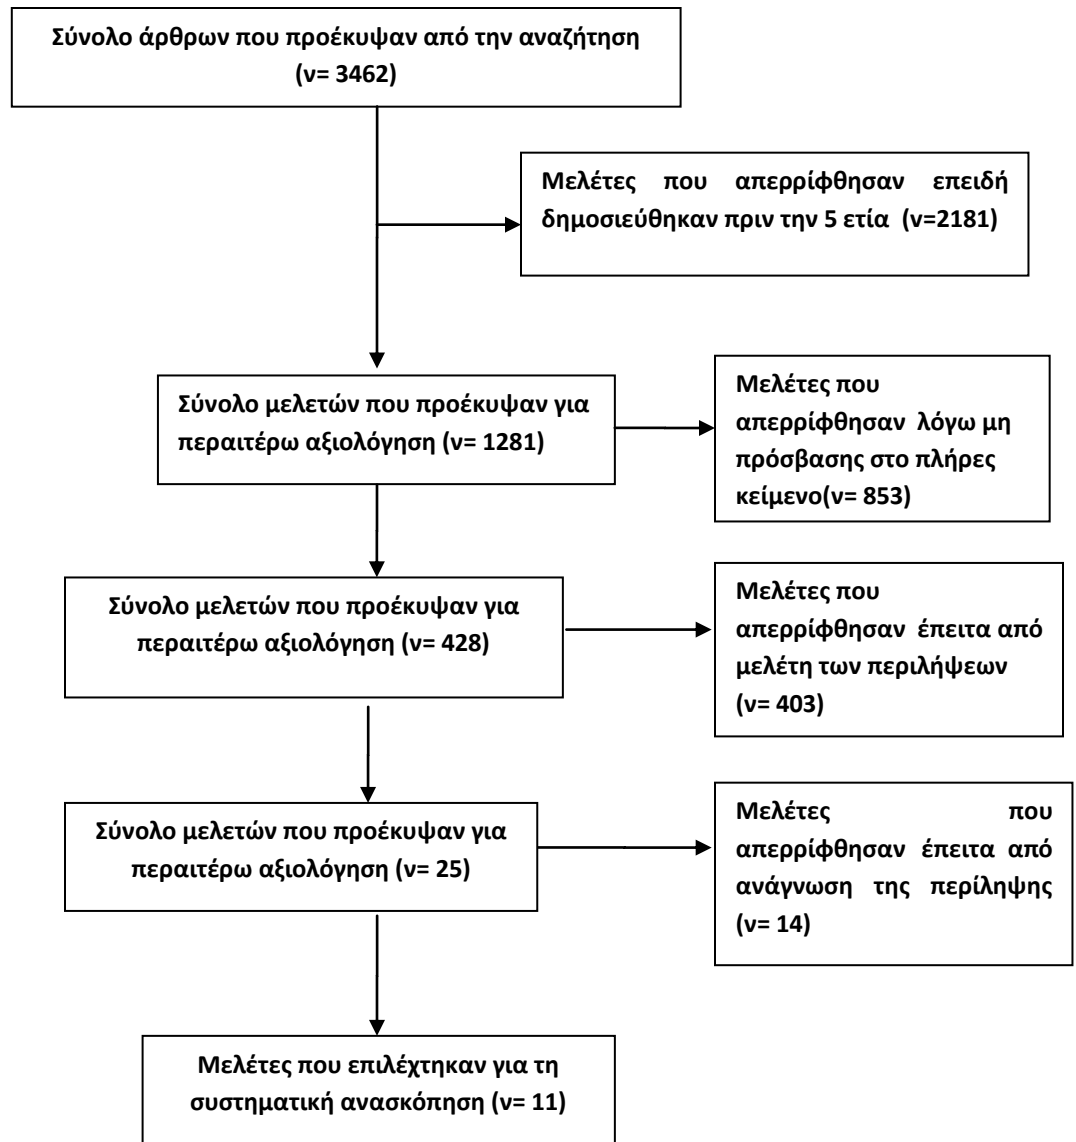 Σύνολο άρθρων που προέκυψαν από την αναζήτηση
(ν= 3462)
Μελέτες που απερρίφθησαν επειδή
δημοσιεύθηκαν πριν την 5 ετία (ν=2181)
Σύνολο μελετών που προέκυψαν για
περαιτέρω αξιολόγηση (ν= 1281)
Μελέτες που
απερρίφθησαν λόγω μη
πρόσβασης στο πλήρες
κείμενο(ν= 853)
Σύνολο μελετών που προέκυψαν για
περαιτέρω αξιολόγηση (ν= 428)
Μελέτες που
απερρίφθησαν έπειτα από
μελέτη των περιλήψεων
(ν= 403)
Σύνολο μελετών που προέκυψαν για
περαιτέρω αξιολόγηση (ν= 25)
Μελέτες που
απερρίφθησαν έπειτα από
ανάγνωση της περίληψης
(ν= 14)
Μελέτες που επιλέχτηκαν για τη
συστηματική ανασκόπηση (ν= 11)